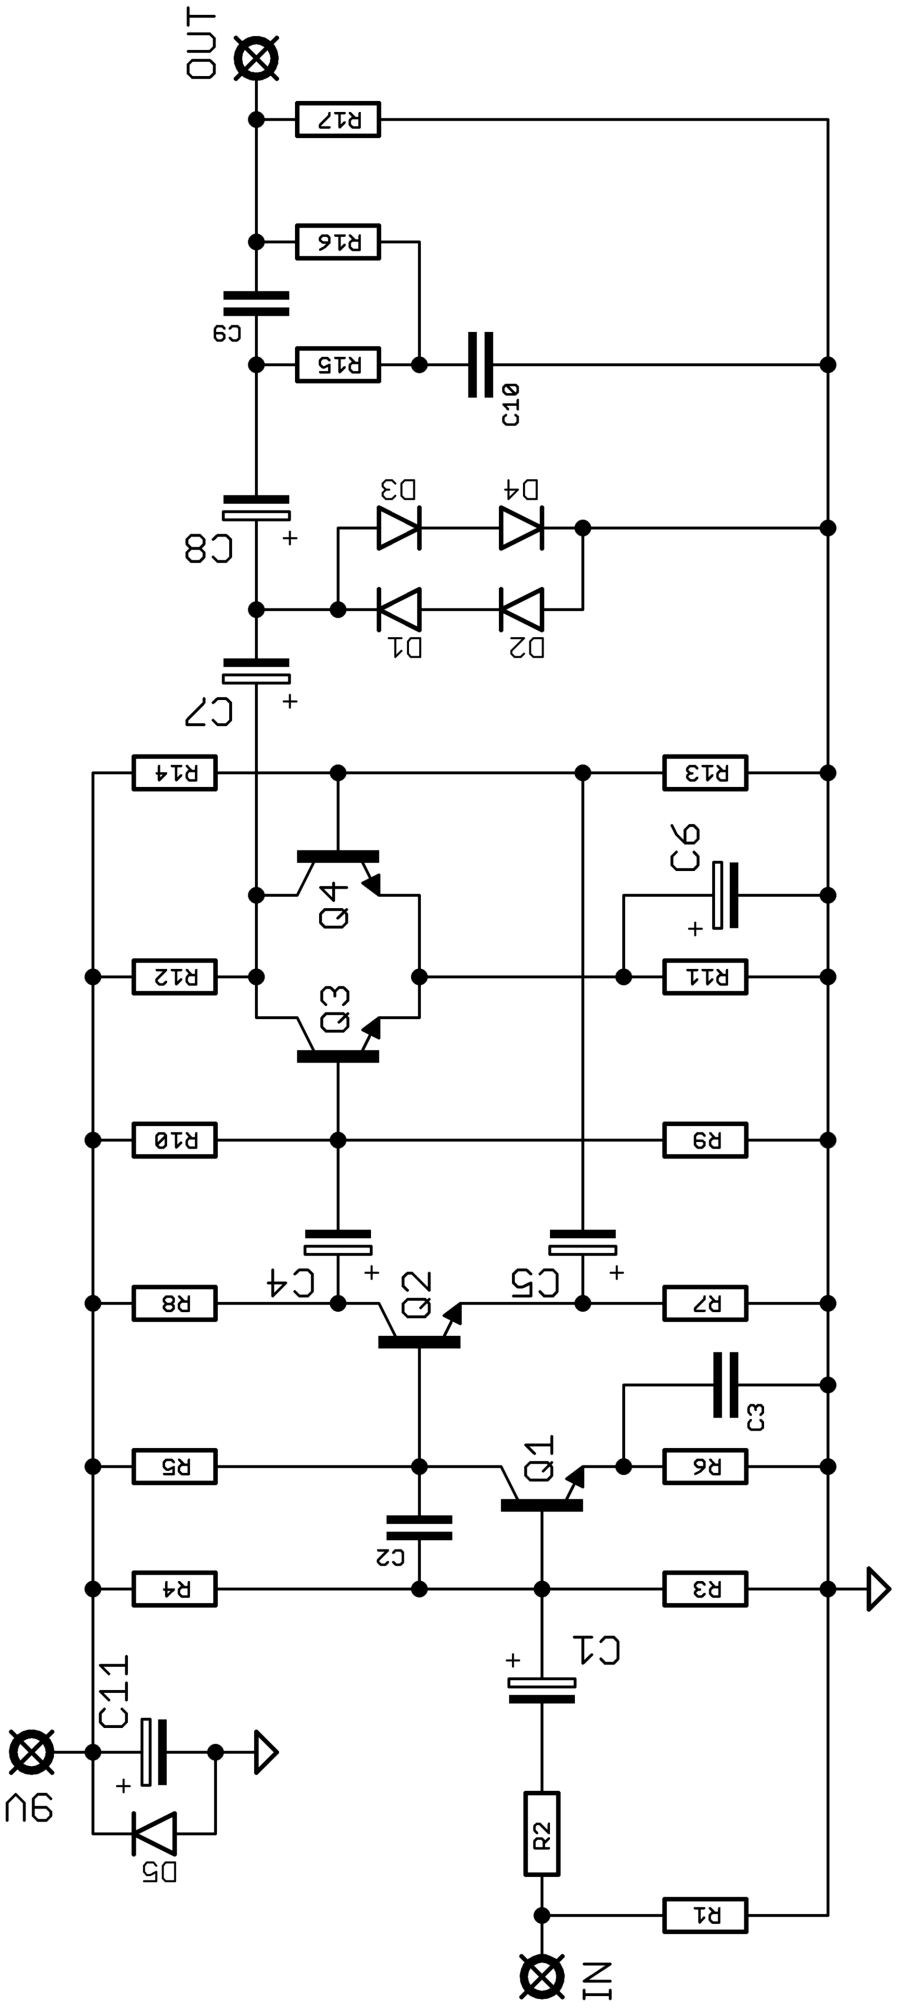 OUT
R17
R16
C9
R15
C10
D3
D4
C8
+
D1
D2
C7
+
R14
R13
C6
+
Q4
R12
R11
Q3
R10
R9
C4
+
Q2
C5
+
R8
R7
C3
R5
Q1
R6
C2
R4
R3
C1
+
C11
+
9V
D5
R2
R1
IN